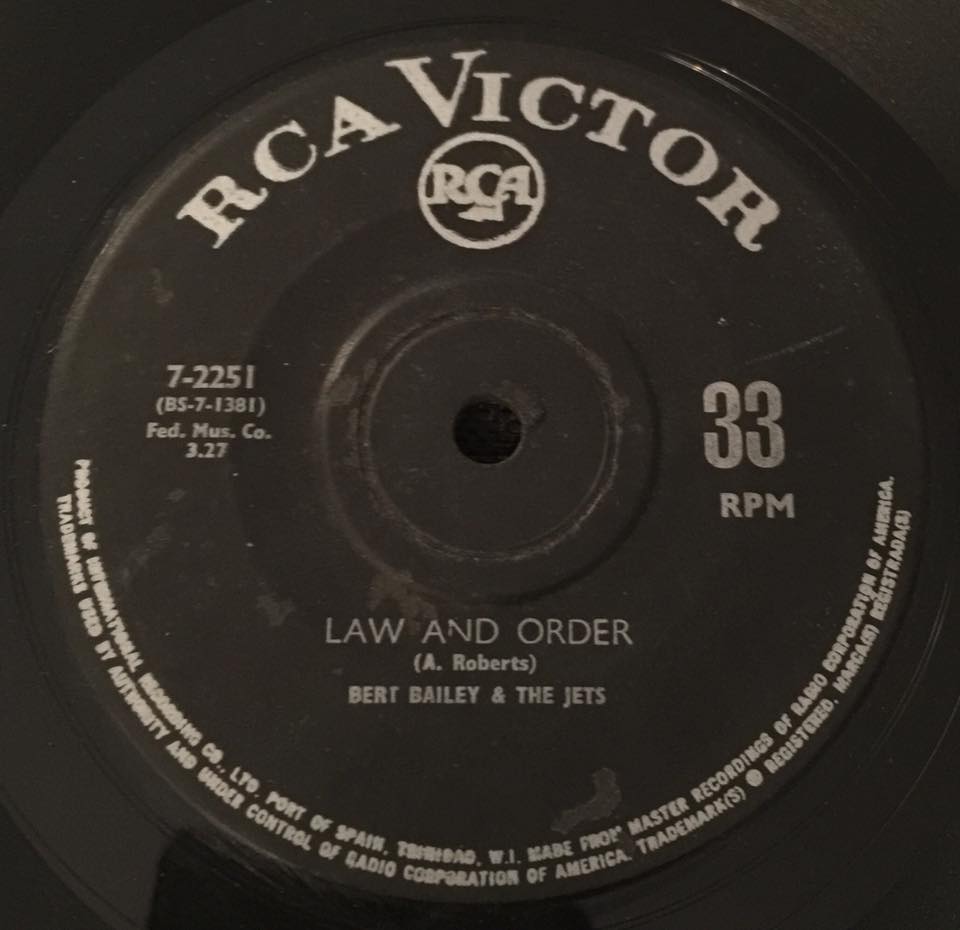 RCA VICTOR
RCA
7-2251
(BS-7-1381)
Fed. Mus. Co.
3.27
33
RPM
LAW AND ORDER
(A. Roberts)
BERT BAILEY & THE JETS
PRODUCT OF INTERNATIONAL RECORDING CO., LTD. PORT OF SPAIN, TRINIDAD, W.I. MADE FROM MASTER RECORDINGS OF RADIO CORPORATION OF AMERICA.
TRADEMARKS USED BY AUTHORITY AND UNDER CONTROL OF RADIO CORPORATION OF AMERICA. TRADEMARK(S) ® REGISTERED. MARCA(S) REGISTRADA(S)